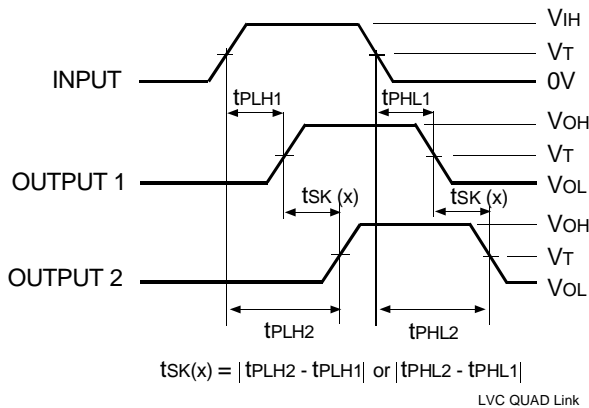 VIH
VT
INPUT
0V
tPLH1
tPHL1
VOH
VT
OUTPUT 1
VOL
tSK (x)
tSK (x)
VOH
VT
OUTPUT 2
VOL
tPLH2
tPHL2
tSK(x) = |tPLH2 - tPLH1| or |tPHL2 - tPHL1|
LVC QUAD Link